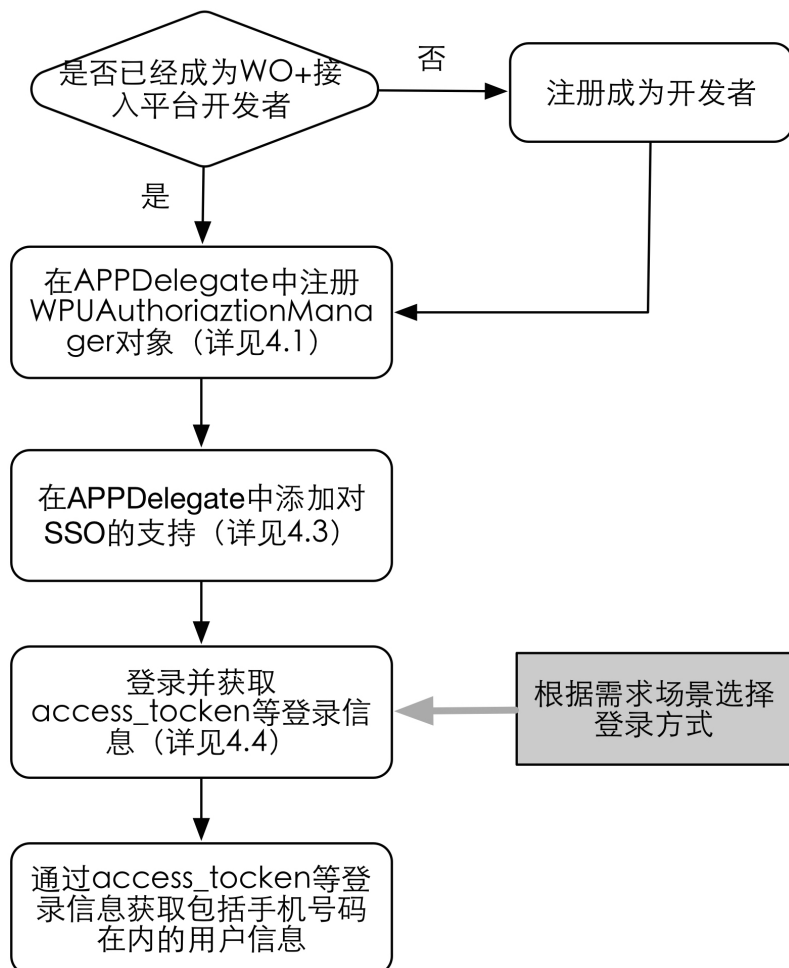 是否已经成为WO+接
入平台开发者
否
注册成为开发者
是
在APPDelegate中注册
WPUAuthoriaztionMana
ger对象（详见4.1）
在APPDelegate中添加对
SSO的支持（详见4.3）
登录并获取
access_tocken等登录信
息（详见4.4）
根据需求场景选择
登录方式
通过access_tocken等登
录信息获取包括手机号码
在内的用户信息